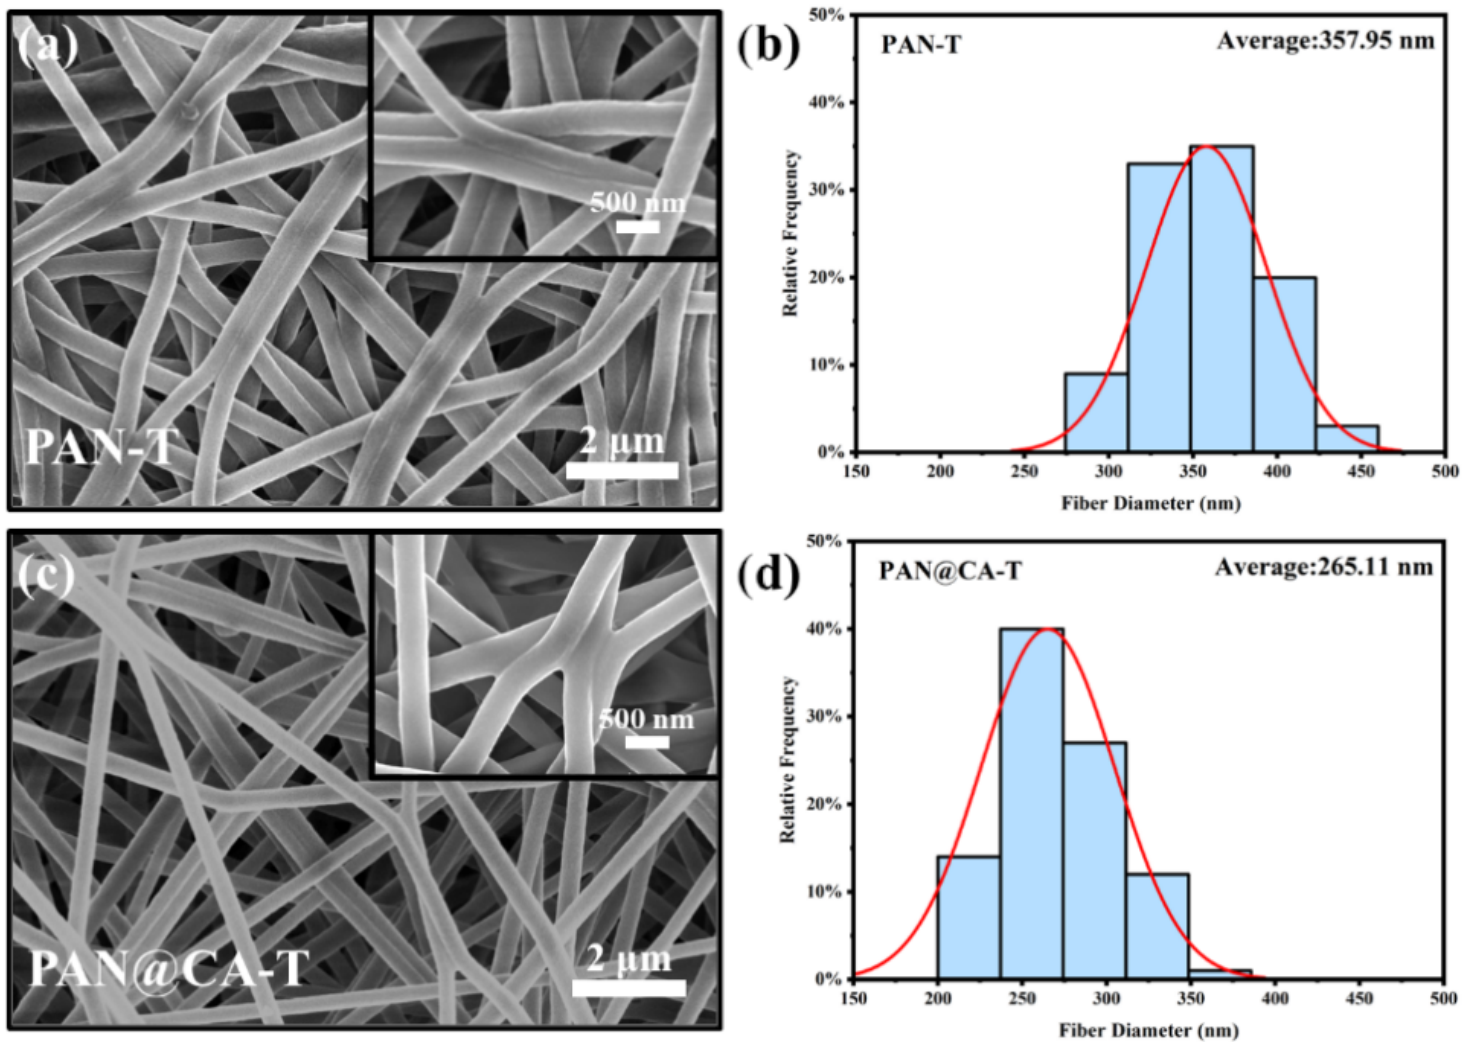 (a)
500 nm
PAN-T
2 μm
(b)
PAN-T
Average:357.95 nm
50%
40%
30%
20%
10%
0%
Relative Frequency
150 200 250 300 350 400 450 500
Fiber Diameter (nm)
(c)
500 nm
PAN@CA-T
2 μm
(d)
PAN@CA-T
Average:265.11 nm
50%
40%
30%
20%
10%
0%
Relative Frequency
150 200 250 300 350 400 450 500
Fiber Diameter (nm)